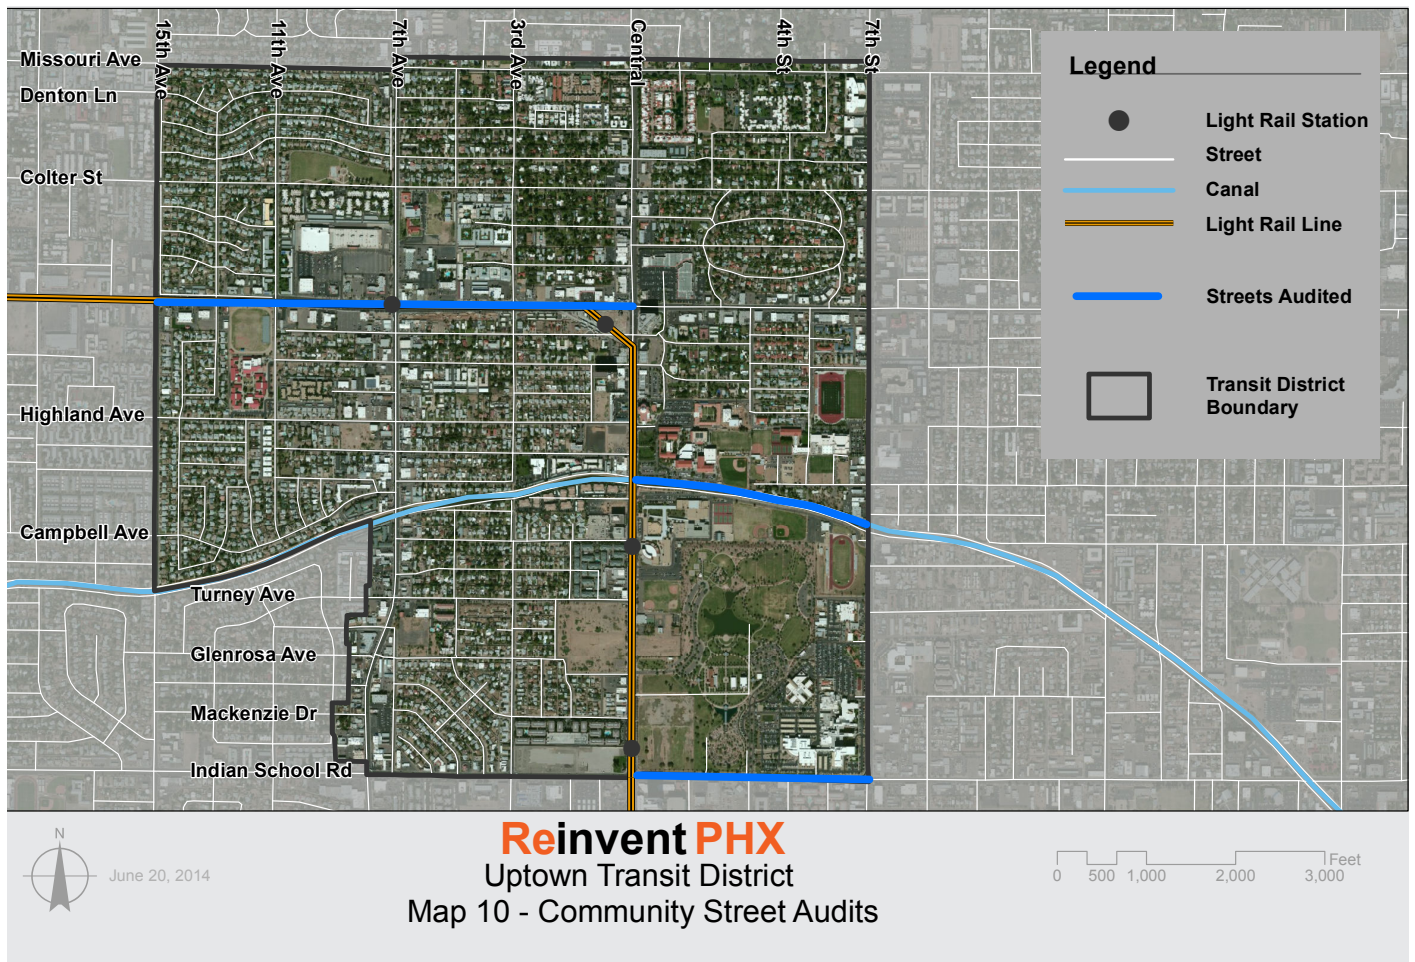 15th Ave
11th Ave
7th Ave
3rd Ave
Central
4th St
7th St
Missouri Ave
Denton Ln
Colter St
Highland Ave
Campbell Ave
Turney Ave
Glenrosa Ave
Mackenzie Dr
Indian School Rd
Legend
Light Rail Station
Street
Canal
Light Rail Line
Streets Audited
Transit District
Boundary
N
June 20, 2014
Reinvent PHX
Uptown Transit District
Map 10 - Community Street Audits
Feet
0 500 1,000 2,000 3,000